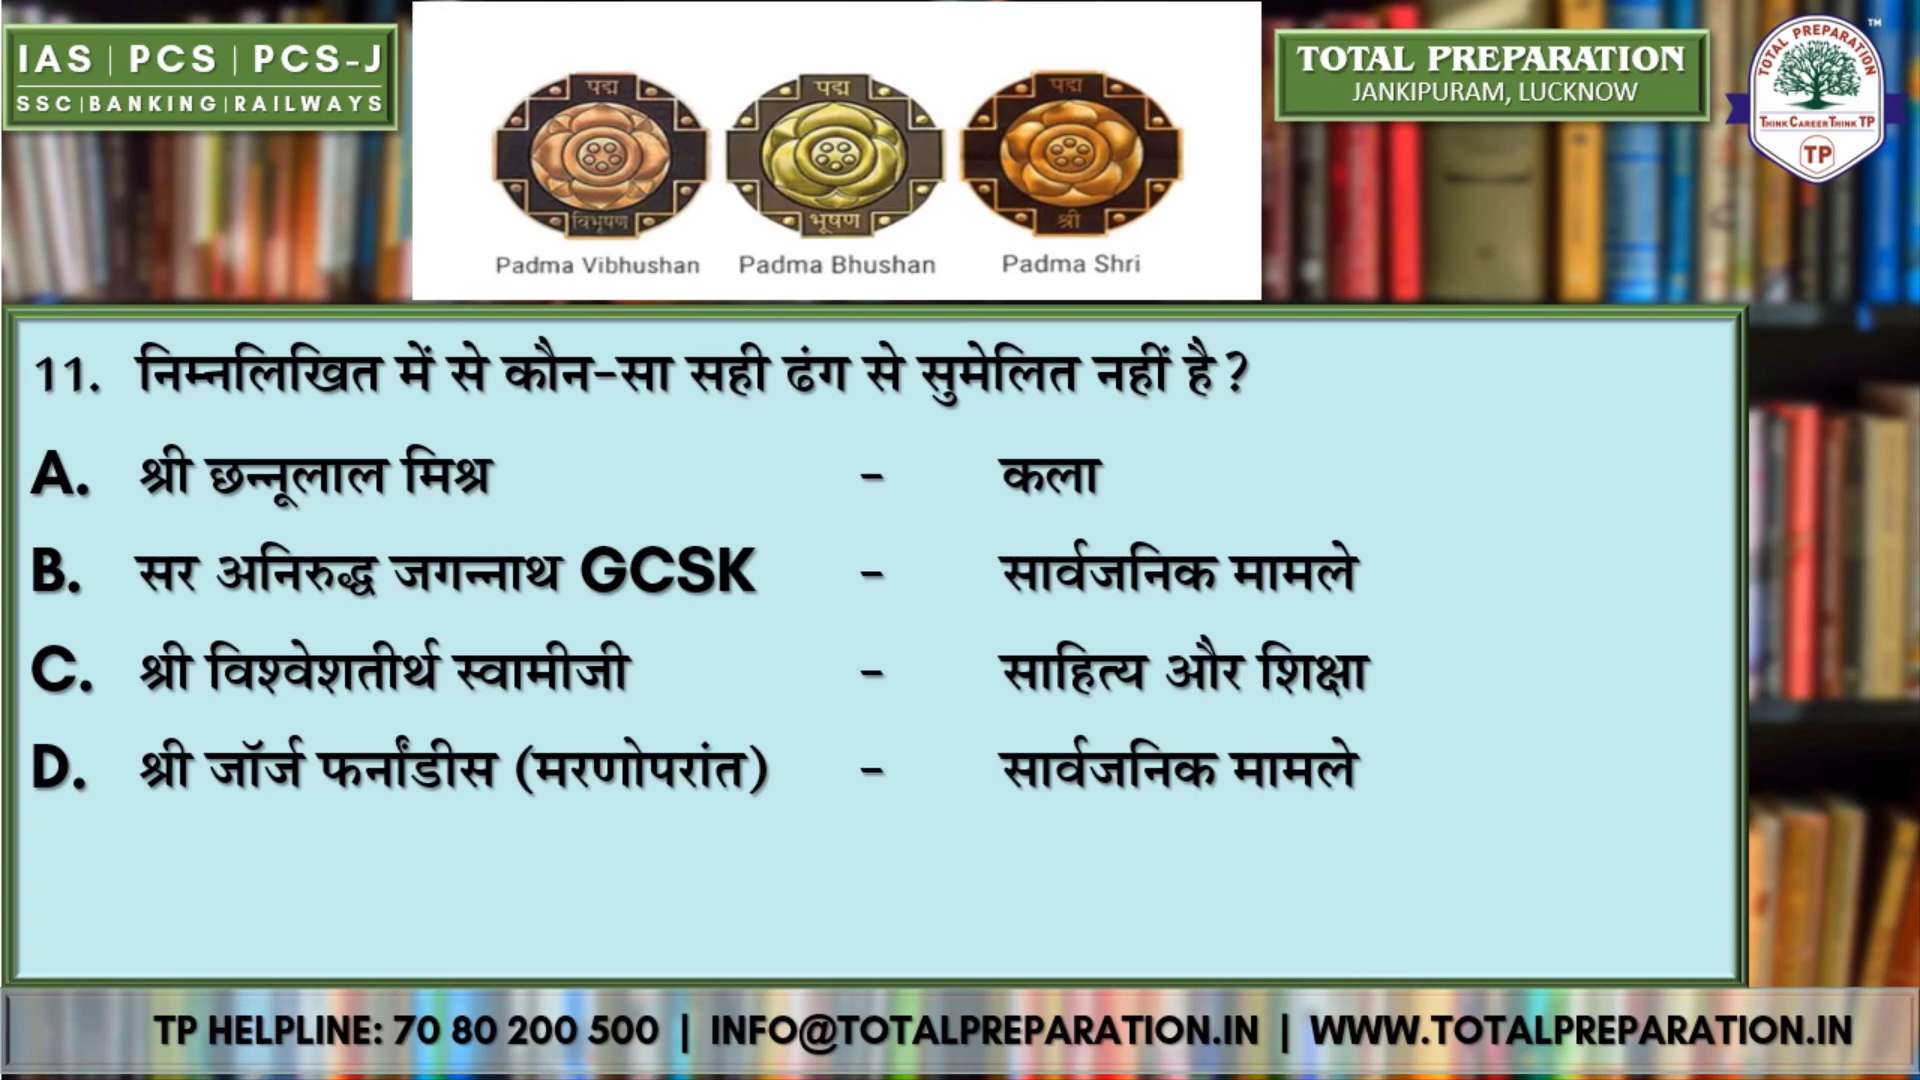 IAS | PCS | PCS-J
SSC|BANKING|RAILWAYS
पद्म पद्म पद्म
विभूषण भूषण श्री
Padma Vibhushan Padma Bhushan Padma Shri
TOTAL PREPARATION
JANKIPURAM, LUCKNOW
TM
TOTAL PREPARATION
THINK CAREER THINK TP
TP
11. निम्नलिखित में से कौन-सा सही ढंग से सुमेलित नहीं है?
A. श्री छन्नूलाल मिश्र - कला
B. सर अनिरुद्ध जगन्नाथ GCSK - सार्वजनिक मामले
C. श्री विश्वेशतीर्थ स्वामीजी - साहित्य और शिक्षा
D. श्री जॉर्ज फर्नांडीस (मरणोपरांत) - सार्वजनिक मामले
TP HELPLINE: 70 80 200 500 | INFO@TOTALPREPARATION.IN | WWW.TOTALPREPARATION.IN